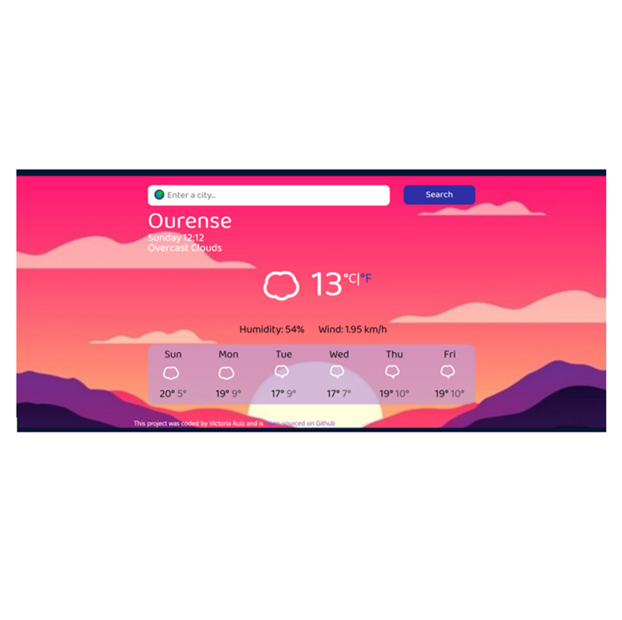 Enter a city..
Search
Ourense
Sunday 12:12
Overcast Clouds
13 °C|°F
Humidity: 54% Wind: 1.95 km/h
Sun Mon Tue Wed Thu Fri
20° 5° 19° 9° 17° 9° 17° 7° 19° 10° 19° 10°
This project was coded by Victoria Ruiz and is open-sourced on Github